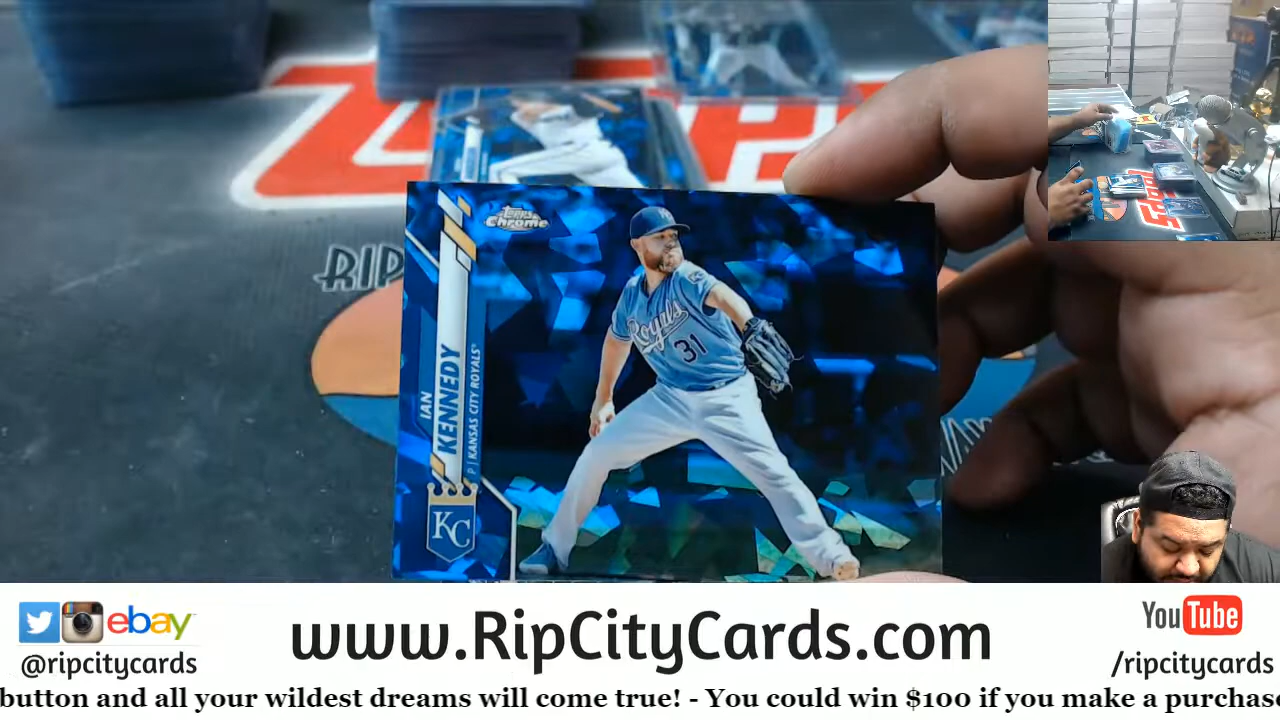 RIP
Topps
Chrome
IAN
KENNEDY
P | KANSAS CITY ROYALS
KC
Royals
31
ebay
@ripcitycards
www.RipCityCards.com
YouTube
/ripcitycards
button and all your wildest dreams will come true! - You could win $100 if you make a purchase